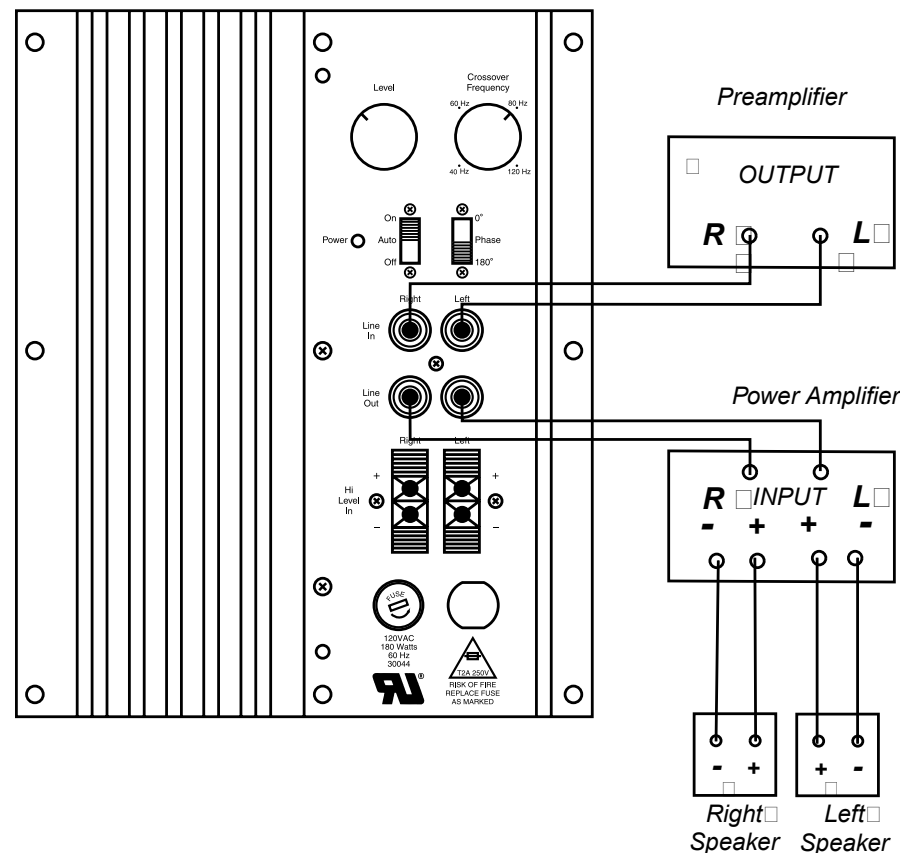 Level
Crossover
Frequency
60 Hz
80 Hz
40 Hz
120 Hz
On
Power
Auto
Off
0°
Phase
180°
Right
Left
Line
In
Line
Out
Right
Left
+
+
Hi
Level
In
–
–
FUSE
120VAC
180 Watts
60 Hz
30044
T2A 250V
RISK OF FIRE
REPLACE FUSE
AS MARKED
Preamplifier
OUTPUT
R
L
Power Amplifier
R INPUT L
- + + -
- +
+ -
Right
Speaker
Left
Speaker